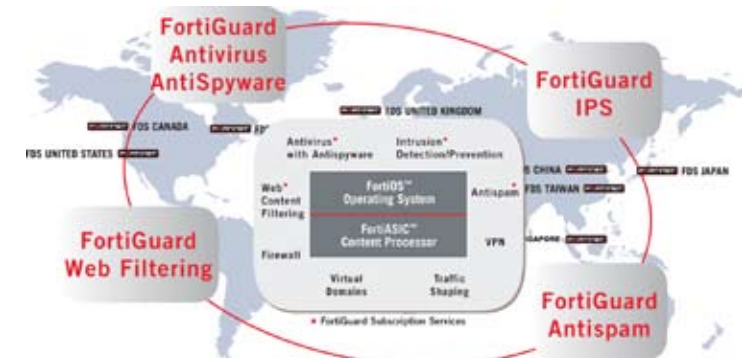 FortiGuard
Antivirus
AntiSpyware
FortiGuard
IPS
FDS UNITED KINGDOM
FDS CANADA
FDS UNITED STATES
Antivirus*
with Antispyware
Intrusion*
Detection/Prevention
CHINA
FDS JAPAN
FDS TAIWAN
Web*
Content
Filtering
FortiOS™
Operating System
Antispam*
FortiASIC™
Content Processor
Firewall
VPN
FortiGuard
Web Filtering
Virtual
Domains
Traffic
Shaping
* FortiGuard Subscription Services
FortiGuard
Antispam